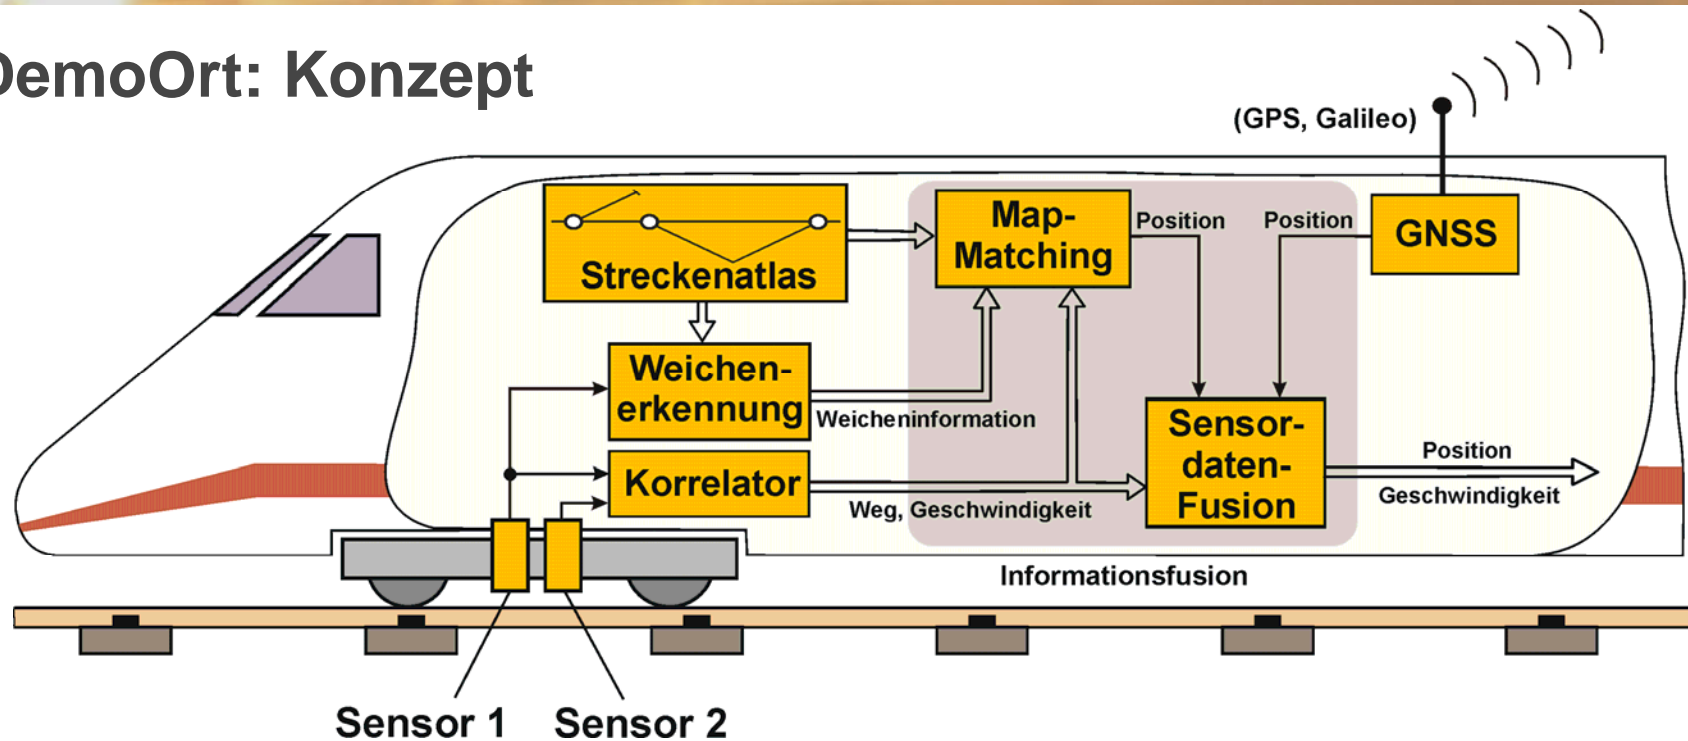 DemoOrt: Konzept
(GPS, Galileo)
Streckenatlas
Map-
Matching
Position
Position
GNSS
Weichen-
erkennung
Weicheninformation
Korrelator
Weg, Geschwindigkeit
Sensor-
daten-
Fusion
Position
Geschwindigkeit
Informationsfusion
Sensor 1
Sensor 2